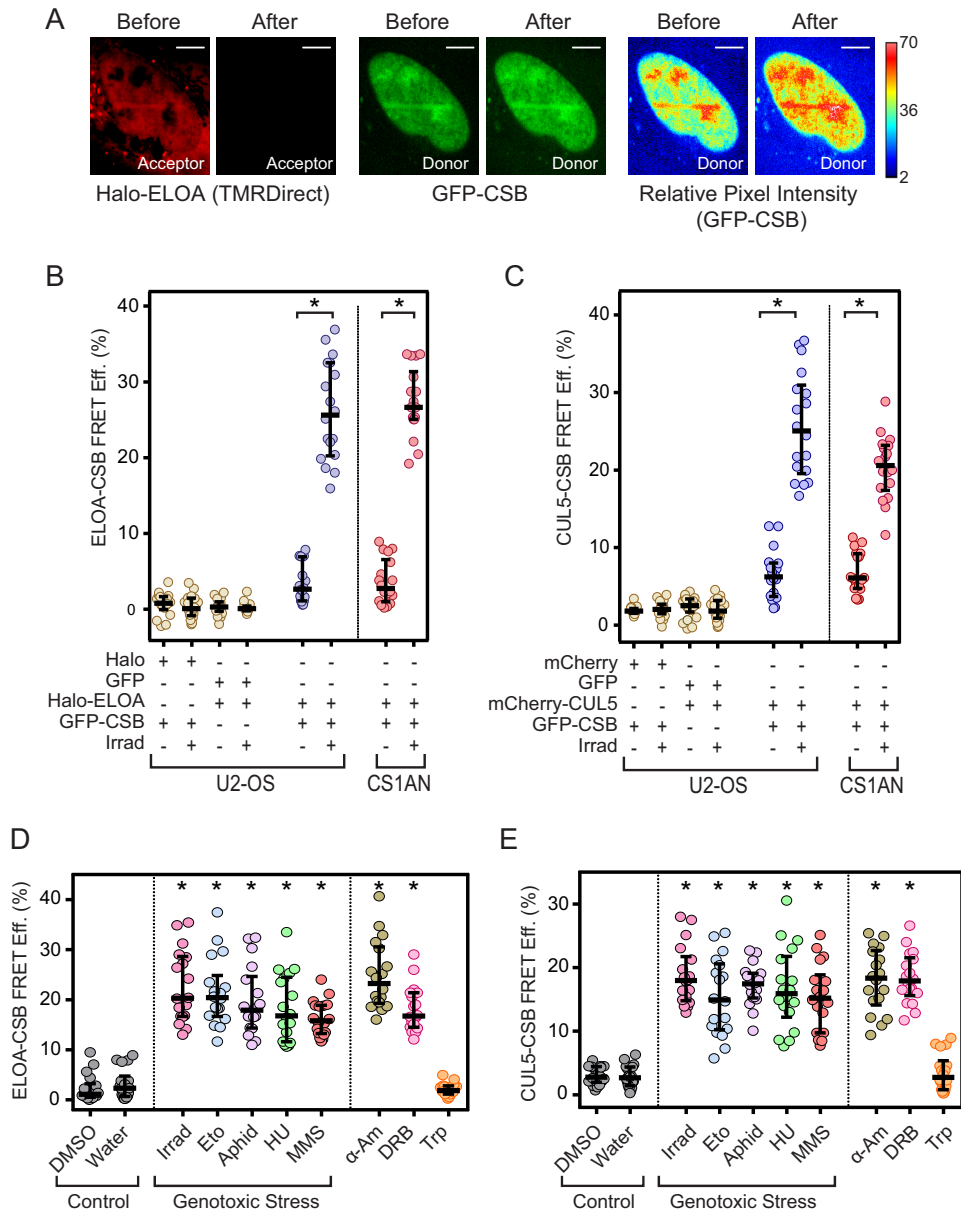 A
Before After Before After Before After
Acceptor Acceptor Donor Donor Donor Donor
70
36
2
Halo-ELOA (TMRDirect) GFP-CSB Relative Pixel Intensity
(GFP-CSB)
B
ELOA-CSB FRET Eff. (%)
40
30
20
10
0
* *
Halo + + - - - - - -
GFP - - + + - - - -
Halo-ELOA - - + + + + + +
GFP-CSB + + - - + + + +
Irrad - + - + - + - +
U2-OS CS1AN
C
CUL5-CSB FRET Eff. (%)
40
30
20
10
0
* *
mCherry + + - - - - - -
GFP - - + + - - - -
mCherry-CUL5 - - + + + + + +
GFP-CSB + + - - + + + +
Irrad - + - + - + - +
U2-OS CS1AN
D
ELOA-CSB FRET Eff. (%)
40
30
20
10
0
* * * * * * *
DMSO Water Irrad Eto Aphid HU MMS α-Am DRB Trp
Control Genotoxic Stress
E
CUL5-CSB FRET Eff. (%)
30
20
10
0
* * * * * * *
DMSO Water Irrad Eto Aphid HU MMS α-Am DRB Trp
Control Genotoxic Stress